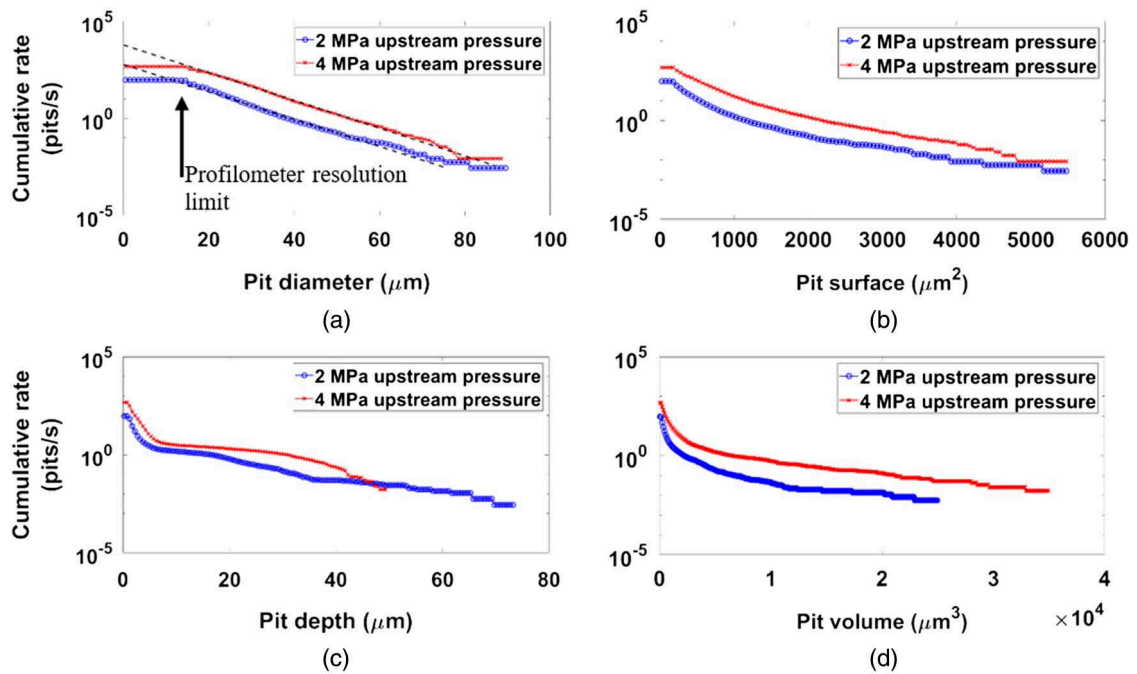 Cumulative rate
(pits/s)
10^5
10^0
10^-5
2 MPa upstream pressure
4 MPa upstream pressure
Profilometer resolution
limit
0 20 40 60 80 100
Pit diameter (μm)
(a)
10^5
10^0
10^-5
2 MPa upstream pressure
4 MPa upstream pressure
0 1000 2000 3000 4000 5000 6000
Pit surface (μm^2)
(b)
Cumulative rate
(pits/s)
10^5
10^0
10^-5
2 MPa upstream pressure
4 MPa upstream pressure
0 20 40 60 80
Pit depth (μm)
(c)
10^5
10^0
10^-5
2 MPa upstream pressure
4 MPa upstream pressure
0 1 2 3 4
Pit volume (μm^3) × 10^4
(d)